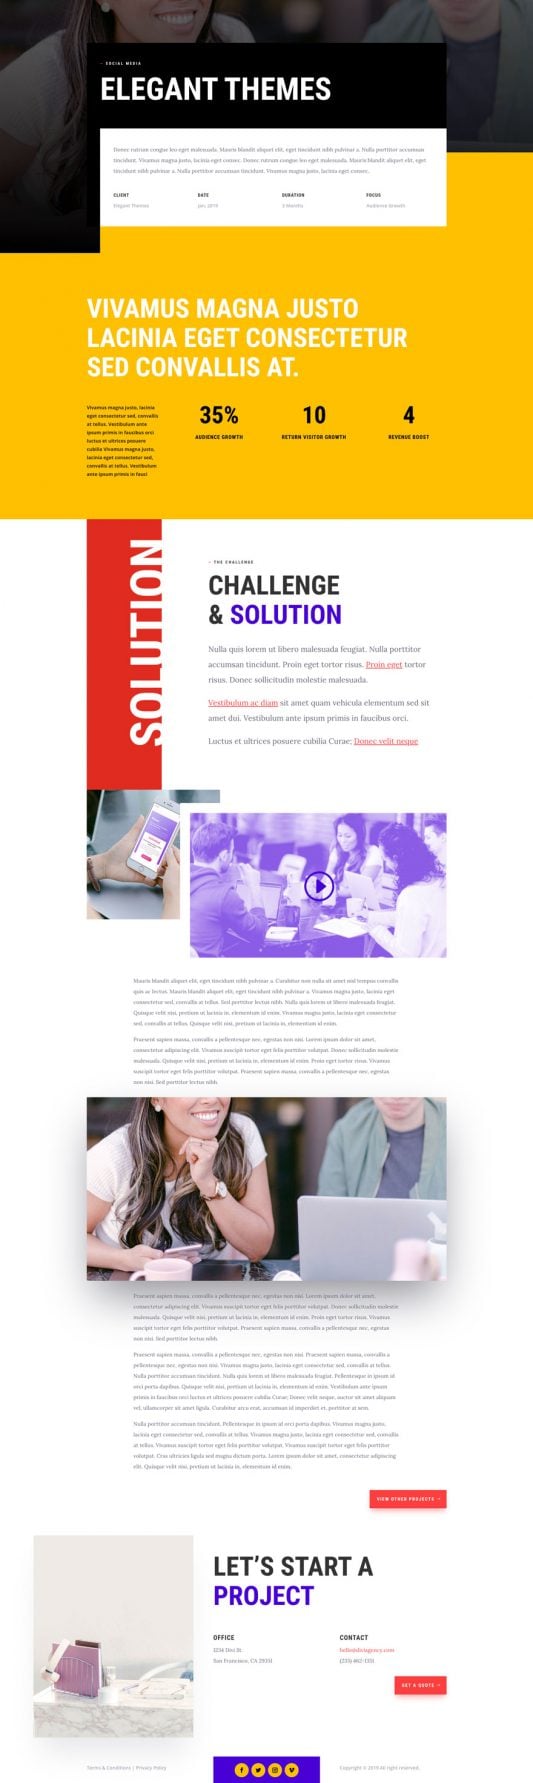 – SOCIAL MEDIA
ELEGANT THEMES
Donec rutrum congue leo eget malesuada. Mauris blandit aliquet elit, eget tincidunt nibh pulvinar a. Nulla porttitor accumsan
tincidunt. Vivamus magna justo, lacinia eget consec. Donec rutrum congue leo eget malesuada. Mauris blandit aliquet elit, eget
tincidunt nibh pulvinar a. Nulla porttitor accumsan tincidunt. Vivamus magna justo, lacinia eget consec.
CLIENT DATE DURATION FOCUS
Elegant Themes Jan, 2019 3 Months Audience Growth
VIVAMUS MAGNA JUSTO
LACINIA EGET CONSECTETUR
SED CONVALLIS AT.
Vivamus magna justo, lacinia
eget consectetur sed, convallis
at tellus. Vestibulum ante
ipsum primis in faucibus orci
luctus et ultrices posuere
cubilia Vivamus magna justo,
lacinia eget consectetur sed,
convallis at tellus. Vestibulum
ante ipsum primis in fauci
35% 10 4
AUDIENCE GROWTH RETURN VISITOR GROWTH REVENUE BOOST
SOLUTION
– THE CHALLENGE
CHALLENGE
& SOLUTION
Nulla quis lorem ut libero malesuada feugiat. Nulla porttitor
accumsan tincidunt. Proin eget tortor risus. Proin eget tortor
risus. Donec sollicitudin molestie malesuada.
Vestibulum ac diam sit amet quam vehicula elementum sed sit
amet dui. Vestibulum ante ipsum primis in faucibus orci.
Luctus et ultrices posuere cubilia Curae; Donec velit neque
Mauris blandit aliquet elit, eget tincidunt nibh pulvinar a. Curabitur non nulla sit amet nisl tempus convallis
quis ac lectus. Mauris blandit aliquet elit, eget tincidunt nibh pulvinar a. Vivamus magna justo, lacinia eget
consectetur sed, convallis at tellus. Sed porttitor lectus nibh. Nulla quis lorem ut libero malesuada feugiat.
Quisque velit nisi, pretium ut lacinia in, elementum id enim. Vivamus magna justo, lacinia eget consectetur
sed, convallis at tellus. Quisque velit nisi, pretium ut lacinia in, elementum id enim.
Praesent sapien massa, convallis a pellentesque nec, egestas non nisi. Lorem ipsum dolor sit amet,
consectetur adipiscing elit. Vivamus suscipit tortor eget felis porttitor volutpat. Donec sollicitudin molestie
malesuada. Quisque velit nisi, pretium ut lacinia in, elementum id enim. Proin eget tortor risus. Vivamus
suscipit tortor eget felis porttitor volutpat. Praesent sapien massa, convallis a pellentesque nec, egestas
non nisi. Sed porttitor lectus nibh.
Praesent sapien massa, convallis a pellentesque nec, egestas non nisi. Lorem ipsum dolor sit amet,
consectetur adipiscing elit. Vivamus suscipit tortor eget felis porttitor volutpat. Donec sollicitudin molestie
malesuada. Quisque velit nisi, pretium ut lacinia in, elementum id enim. Proin eget tortor risus. Vivamus
suscipit tortor eget felis porttitor volutpat. Praesent sapien massa, convallis a pellentesque nec, egestas
non nisi. Sed porttitor lectus nibh.
Praesent sapien massa, convallis a pellentesque nec, egestas non nisi. Praesent sapien massa, convallis a
pellentesque nec, egestas non nisi. Vivamus magna justo, lacinia eget consectetur sed, convallis at tellus.
Nulla porttitor accumsan tincidunt. Nulla quis lorem ut libero malesuada feugiat. Pellentesque in ipsum id
orci porta dapibus. Quisque velit nisi, pretium ut lacinia in, elementum id enim. Vestibulum ante ipsum
primis in faucibus orci luctus et ultrices posuere cubilia Curae; Donec velit neque, auctor sit amet aliquam
vel, ullamcorper sit amet ligula. Curabitur arcu erat, accumsan id imperdiet et, porttitor at sem.
Nulla porttitor accumsan tincidunt. Pellentesque in ipsum id orci porta dapibus. Vivamus magna justo,
lacinia eget consectetur sed, convallis at tellus. Vivamus magna justo, lacinia eget consectetur sed, convallis
at tellus. Vivamus suscipit tortor eget felis porttitor volutpat. Vivamus suscipit tortor eget felis porttitor
volutpat. Cras ultricies ligula sed magna dictum porta. Lorem ipsum dolor sit amet, consectetur adipiscing
elit. Quisque velit nisi, pretium ut lacinia in, elementum id enim.
VIEW OTHER PROJECTS →
LET'S START A
PROJECT
OFFICE CONTACT
1234 Divi St. hello@divigency.com
San Francisco, CA 29351 (235) 462-1351
GET A QUOTE →
Terms & Conditions | Privacy Policy
Copyright © 2019 All right reserved.